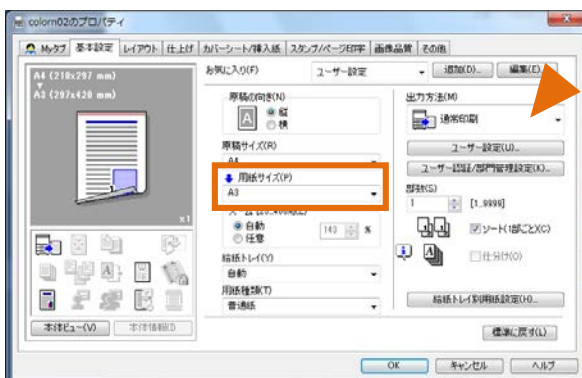 colorn02のプロパティ
Myタブ 基本設定 レイアウト 仕上げ カバーシート/挿入紙 スタンプ/ページ印字 画像品質 その他
A4 (210x297 mm)
A3 (297x420 mm)
x1
本体ビュー(V) 本体情報(I)
お気に入り(F) ユーザー設定 追加(D)... 編集(E)...
原稿の向き(N)
縦
横
原稿サイズ(R)
A4
用紙サイズ(P)
A3
自動
任意
143 %
給紙トレイ(Y)
自動
用紙種類(T)
普通紙
出力方法(M)
通常印刷
ユーザー設定(U)...
ユーザー認証/部門管理設定(K)...
部数(S)
1 [1..9999]
ソート(1部ごと)(C)
仕分け(O)
給紙トレイ別用紙設定(H)...
標準に戻す(L)
OK キャンセル ヘルプ